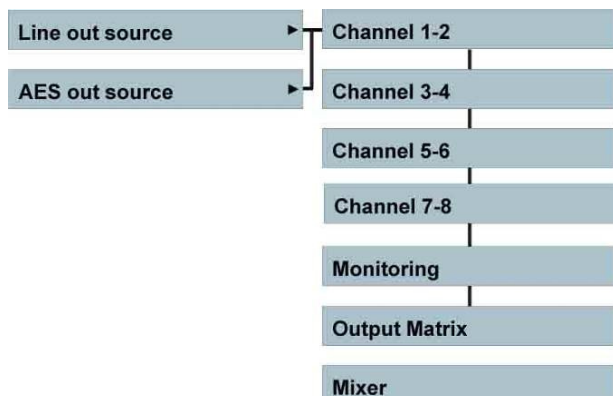 Line out source
AES out source
Channel 1-2
Channel 3-4
Channel 5-6
Channel 7-8
Monitoring
Output Matrix
Mixer